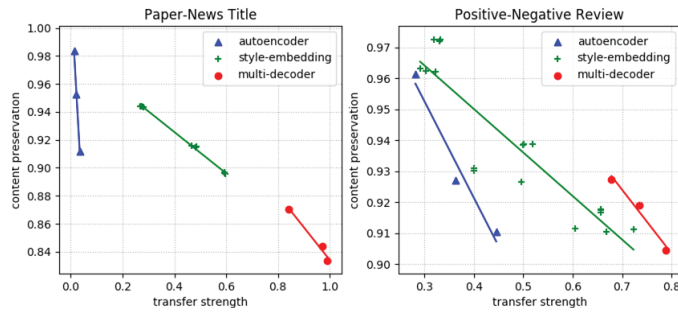 Paper-News Title
1.00
0.98
0.96
0.94
0.92
0.90
0.88
0.86
0.84
content preservation
autoencoder
style-embedding
multi-decoder
0.0 0.2 0.4 0.6 0.8 1.0
transfer strength
Positive-Negative Review
0.97
0.96
0.95
0.94
0.93
0.92
0.91
0.90
content preservation
autoencoder
style-embedding
multi-decoder
0.3 0.4 0.5 0.6 0.7 0.8
transfer strength